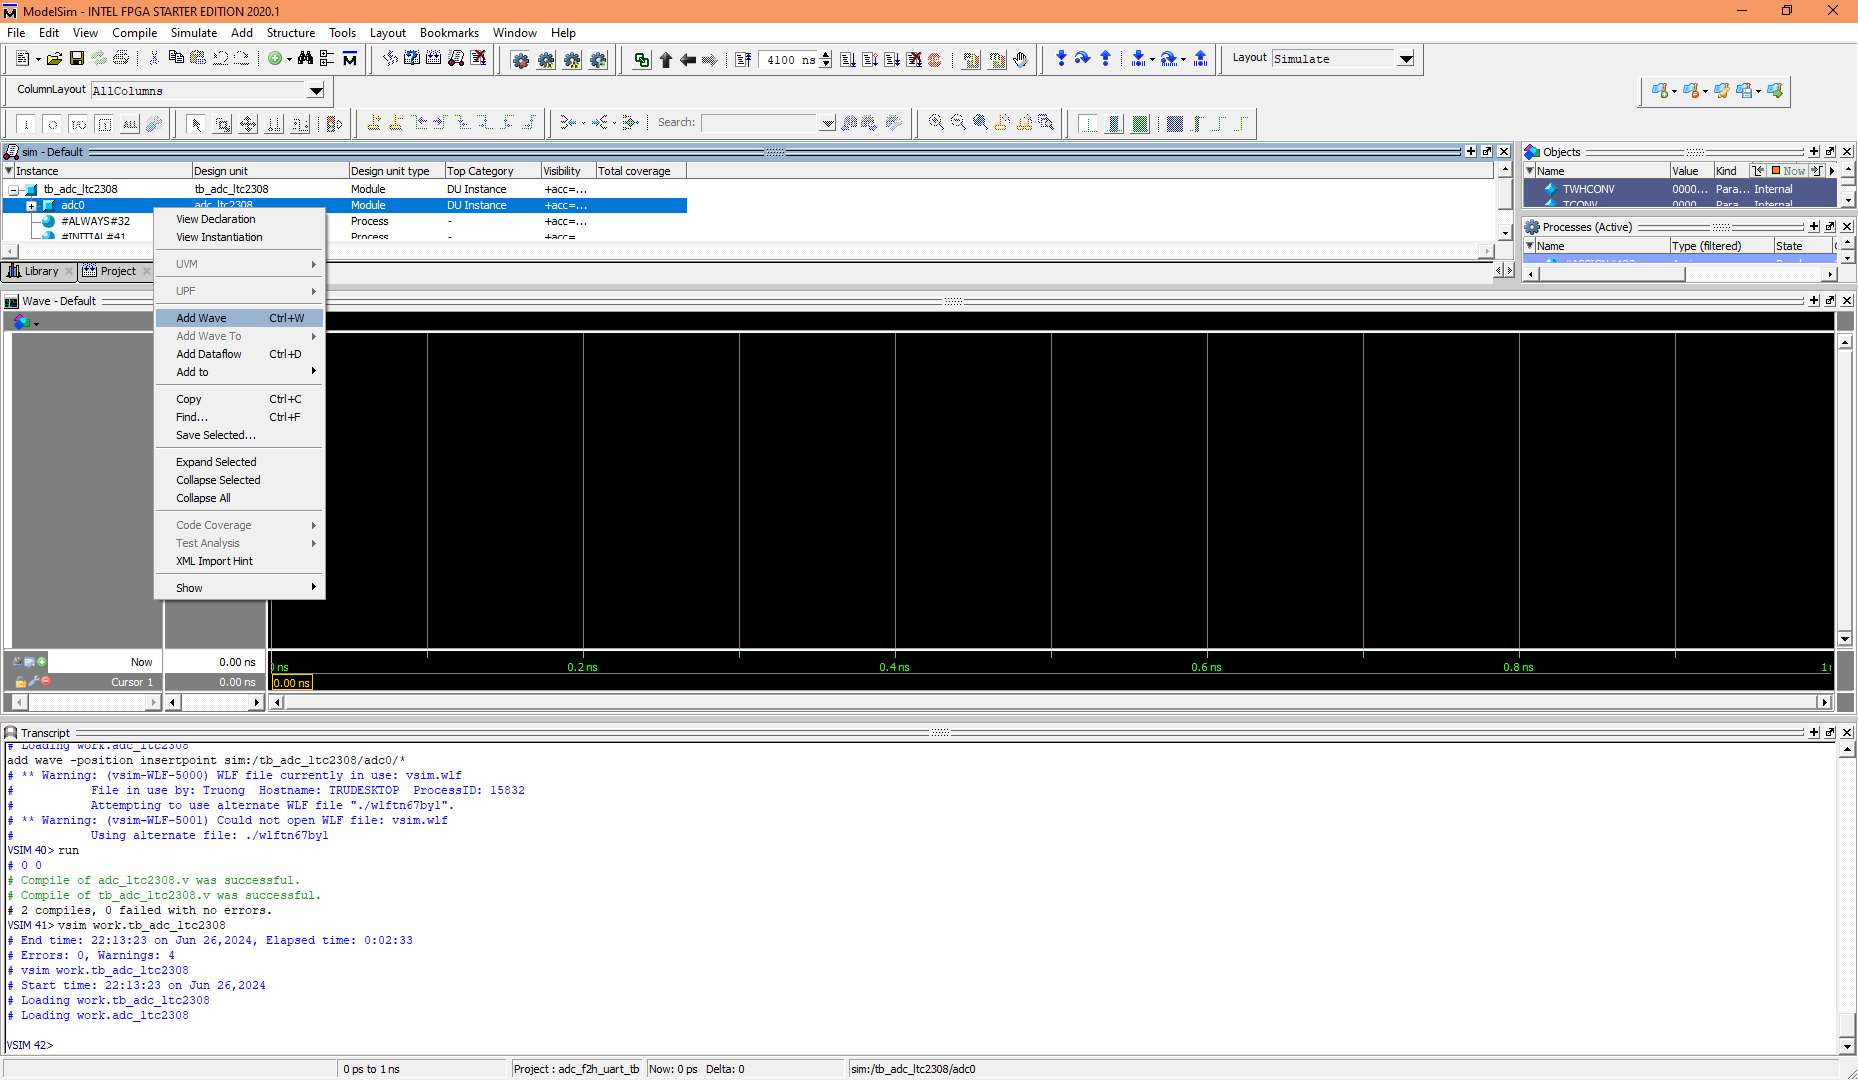 ModelSim - INTEL FPGA STARTER EDITION 2020.1
File Edit View Compile Simulate Add Structure Tools Layout Bookmarks Window Help
4100 ns
Layout Simulate
ColumnLayout AllColumns
Search:
sim - Default
Instance Design unit Design unit type Top Category Visibility Total coverage
tb_adc_ltc2308 tb_adc_ltc2308 Module DU Instance +acc=...
adc0 adc_ltc2308 Module DU Instance +acc=...
#ALWAYS#32 Process - +acc=...
#INITIAL#41 Process - +acc=
Library Project
Objects
Name Value Kind Now
TWHCONV 0000... Para... Internal
TCONV 0000 Para Internal
Processes (Active)
Name Type (filtered) State
View Declaration
View Instantiation
UVM
UPF
Add Wave Ctrl+W
Add Wave To
Add Dataflow Ctrl+D
Add to
Copy Ctrl+C
Find... Ctrl+F
Save Selected...
Expand Selected
Collapse Selected
Collapse All
Code Coverage
Test Analysis
XML Import Hint
Show
Wave - Default
Now 0.00 ns
Cursor 1 0.00 ns
ns 0.2 ns 0.4 ns 0.6 ns 0.8 ns
0.00 ns
Transcript
# Loading work.adc_ltc2308
add wave -position insertpoint sim:/tb_adc_ltc2308/adc0/*
# ** Warning: (vsim-WLF-5000) WLF file currently in use: vsim.wlf
# File in use by: Truong Hostname: TRUDESKTOP ProcessID: 15832
# Attempting to use alternate WLF file "./wlftn67by1".
# ** Warning: (vsim-WLF-5001) Could not open WLF file: vsim.wlf
# Using alternate file: ./wlftn67by1
VSIM 40> run
# 0 0
# Compile of adc_ltc2308.v was successful.
# Compile of tb_adc_ltc2308.v was successful.
# 2 compiles, 0 failed with no errors.
VSIM 41> vsim work.tb_adc_ltc2308
# End time: 22:13:23 on Jun 26,2024, Elapsed time: 0:02:33
# Errors: 0, Warnings: 4
# vsim work.tb_adc_ltc2308
# Start time: 22:13:23 on Jun 26,2024
# Loading work.tb_adc_ltc2308
# Loading work.adc_ltc2308
VSIM 42>
0 ps to 1 ns Project : adc_f2h_uart_tb Now: 0 ps Delta: 0 sim:/tb_adc_ltc2308/adc0